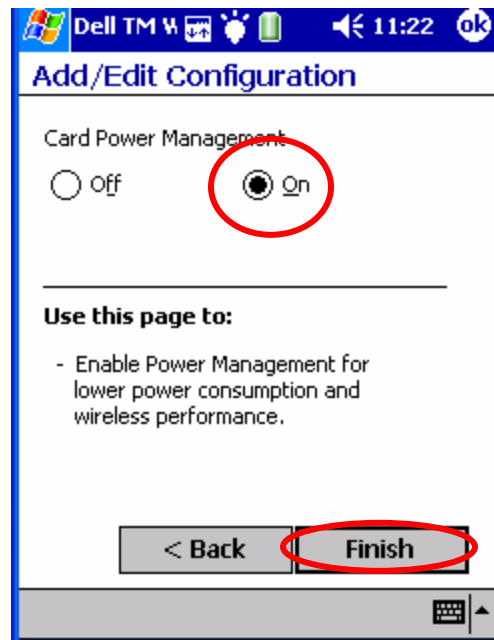 Dell TM W 11:22 ok
Add/Edit Configuration
Card Power Management
Off On
Use this page to:
- Enable Power Management for
lower power consumption and
wireless performance.
< Back Finish